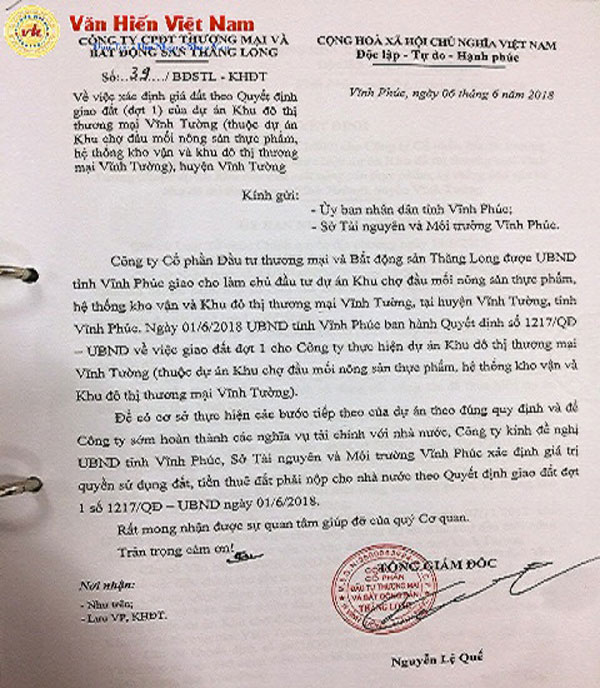 Văn Hiến Việt Nam
CÔNG TY CPĐT THƯƠNG MẠI VÀ
BẤT ĐỘNG SẢN THĂNG LONG
Số: 39 / BĐSTL - KHĐT
Về việc xác định giá đất theo Quyết định
giao đất (đợt 1) của dự án Khu đô thị
thương mại Vĩnh Tường (thuộc dự án
Khu chợ đầu mối nông sản thực phẩm,
hệ thống kho vận và khu đô thị thương
mại Vĩnh Tường), huyện Vĩnh Tường
CỘNG HOÀ XÃ HỘI CHỦ NGHĨA VIỆT NAM
Độc lập - Tự do - Hạnh phúc
Vĩnh Phúc, ngày 06 tháng 6 năm 2018
Kính gửi:
- Ủy ban nhân dân tỉnh Vĩnh Phúc;
- Sở Tài nguyên và Môi trường Vĩnh Phúc.
Công ty Cổ phần Đầu tư thương mại và Bất động sản Thăng Long được UBND
tỉnh Vĩnh Phúc giao cho làm chủ đầu tư dự án Khu chợ đầu mối nông sản thực phẩm,
hệ thống kho vận và Khu đô thị thương mại Vĩnh Tường, tại huyện Vĩnh Tường, tỉnh
Vĩnh Phúc. Ngày 01/6/2018 UBND tỉnh Vĩnh Phúc ban hành Quyết định số 1217/QĐ
– UBND về việc giao đất đợt 1 cho Công ty thực hiện dự án Khu đô thị thương mại
Vĩnh Tường (thuộc dự án Khu chợ đầu mối nông sản thực phẩm, hệ thống kho vận và
Khu đô thị thương mại Vĩnh Tường).
Để có cơ sở thực hiện các bước tiếp theo của dự án theo đúng quy định và để
Công ty sớm hoàn thành các nghĩa vụ tài chính với nhà nước, Công ty kính đề nghị
UBND tỉnh Vĩnh Phúc, Sở Tài nguyên và Môi trường Vĩnh Phúc xác định giá trị
quyền sử dụng đất, tiền thuê đất phải nộp cho nhà nước theo Quyết định giao đất đợt
1 số 1217/QĐ – UBND ngày 01/6/2018.
Rất mong nhận được sự quan tâm giúp đỡ của quý Cơ quan.
Trân trọng cảm ơn!
Nơi nhận:
- Như trên;
- Lưu VP, KHĐT.
TỔNG GIÁM ĐỐC
CỔ PHẦN
ĐẦU TƯ THƯƠNG MẠI
VÀ BẤT ĐỘNG SẢN
THĂNG LONG
Nguyễn Lệ Quế